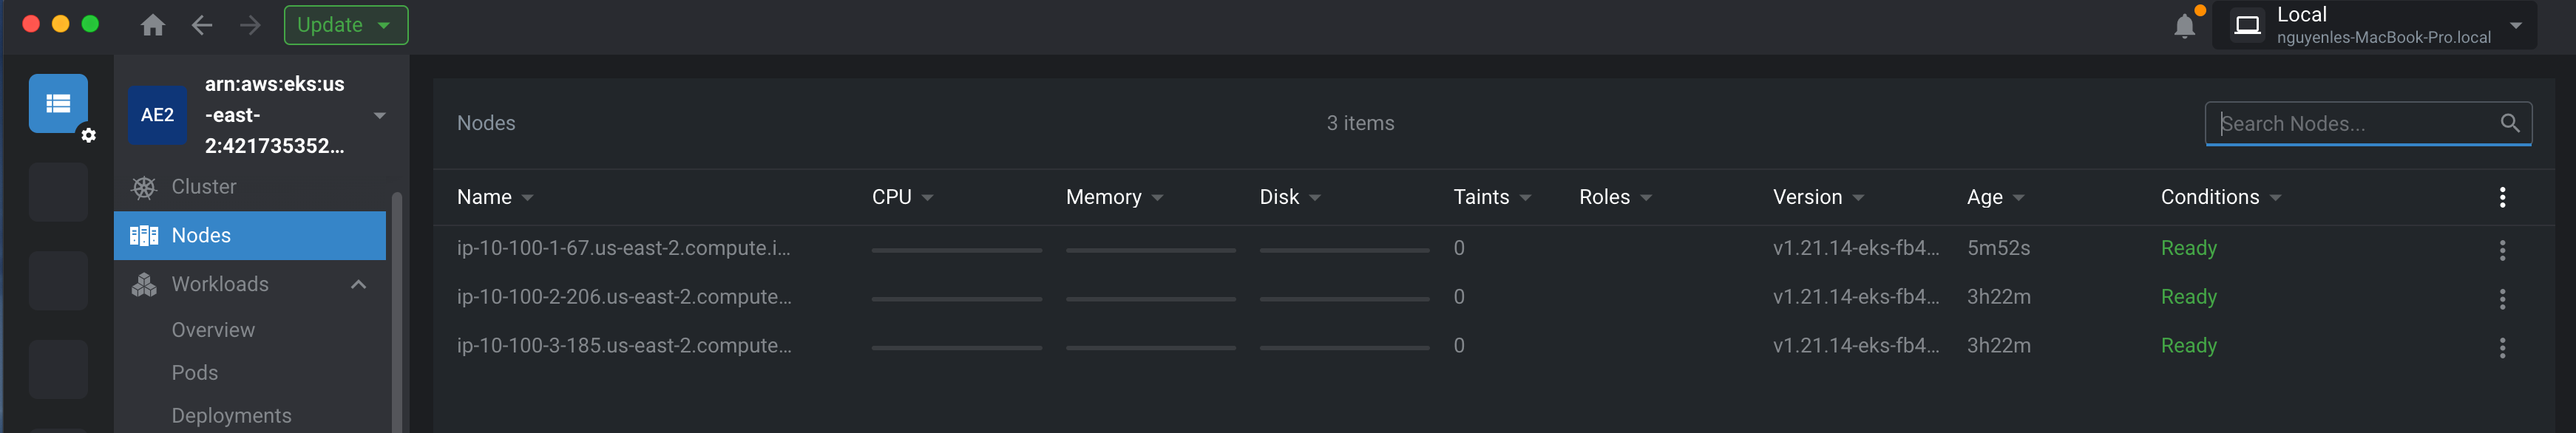 Update
Local
nguyenles-MacBook-Pro.local
AE2
arn:aws:eks:us
-east-
2:421735352...
Cluster
Nodes
Workloads
Overview
Pods
Deployments
Nodes
3 items
Search Nodes...
Name CPU Memory Disk Taints Roles Version Age Conditions
ip-10-100-1-67.us-east-2.compute.i... 0 v1.21.14-eks-fb4... 5m52s Ready
ip-10-100-2-206.us-east-2.compute... 0 v1.21.14-eks-fb4... 3h22m Ready
ip-10-100-3-185.us-east-2.compute... 0 v1.21.14-eks-fb4... 3h22m Ready